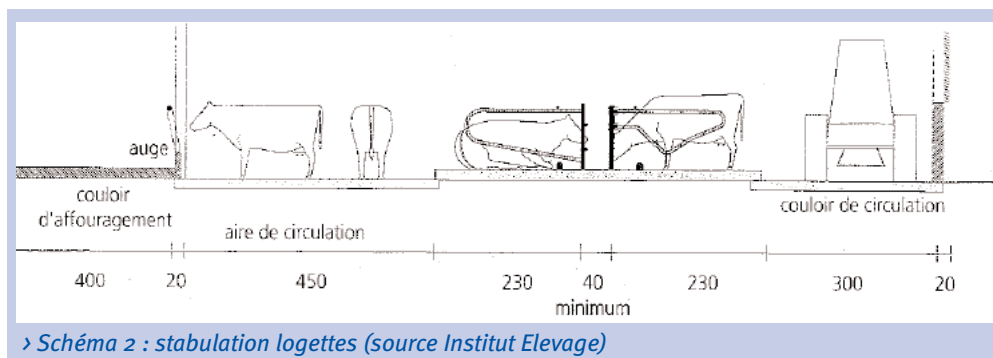 auge
couloir
d'affouragement
aire de circulation
couloir de circulation
400 20 450 230 40 230 300 20
minimum
> Schéma 2 : stabulation logettes (source Institut Elevage)